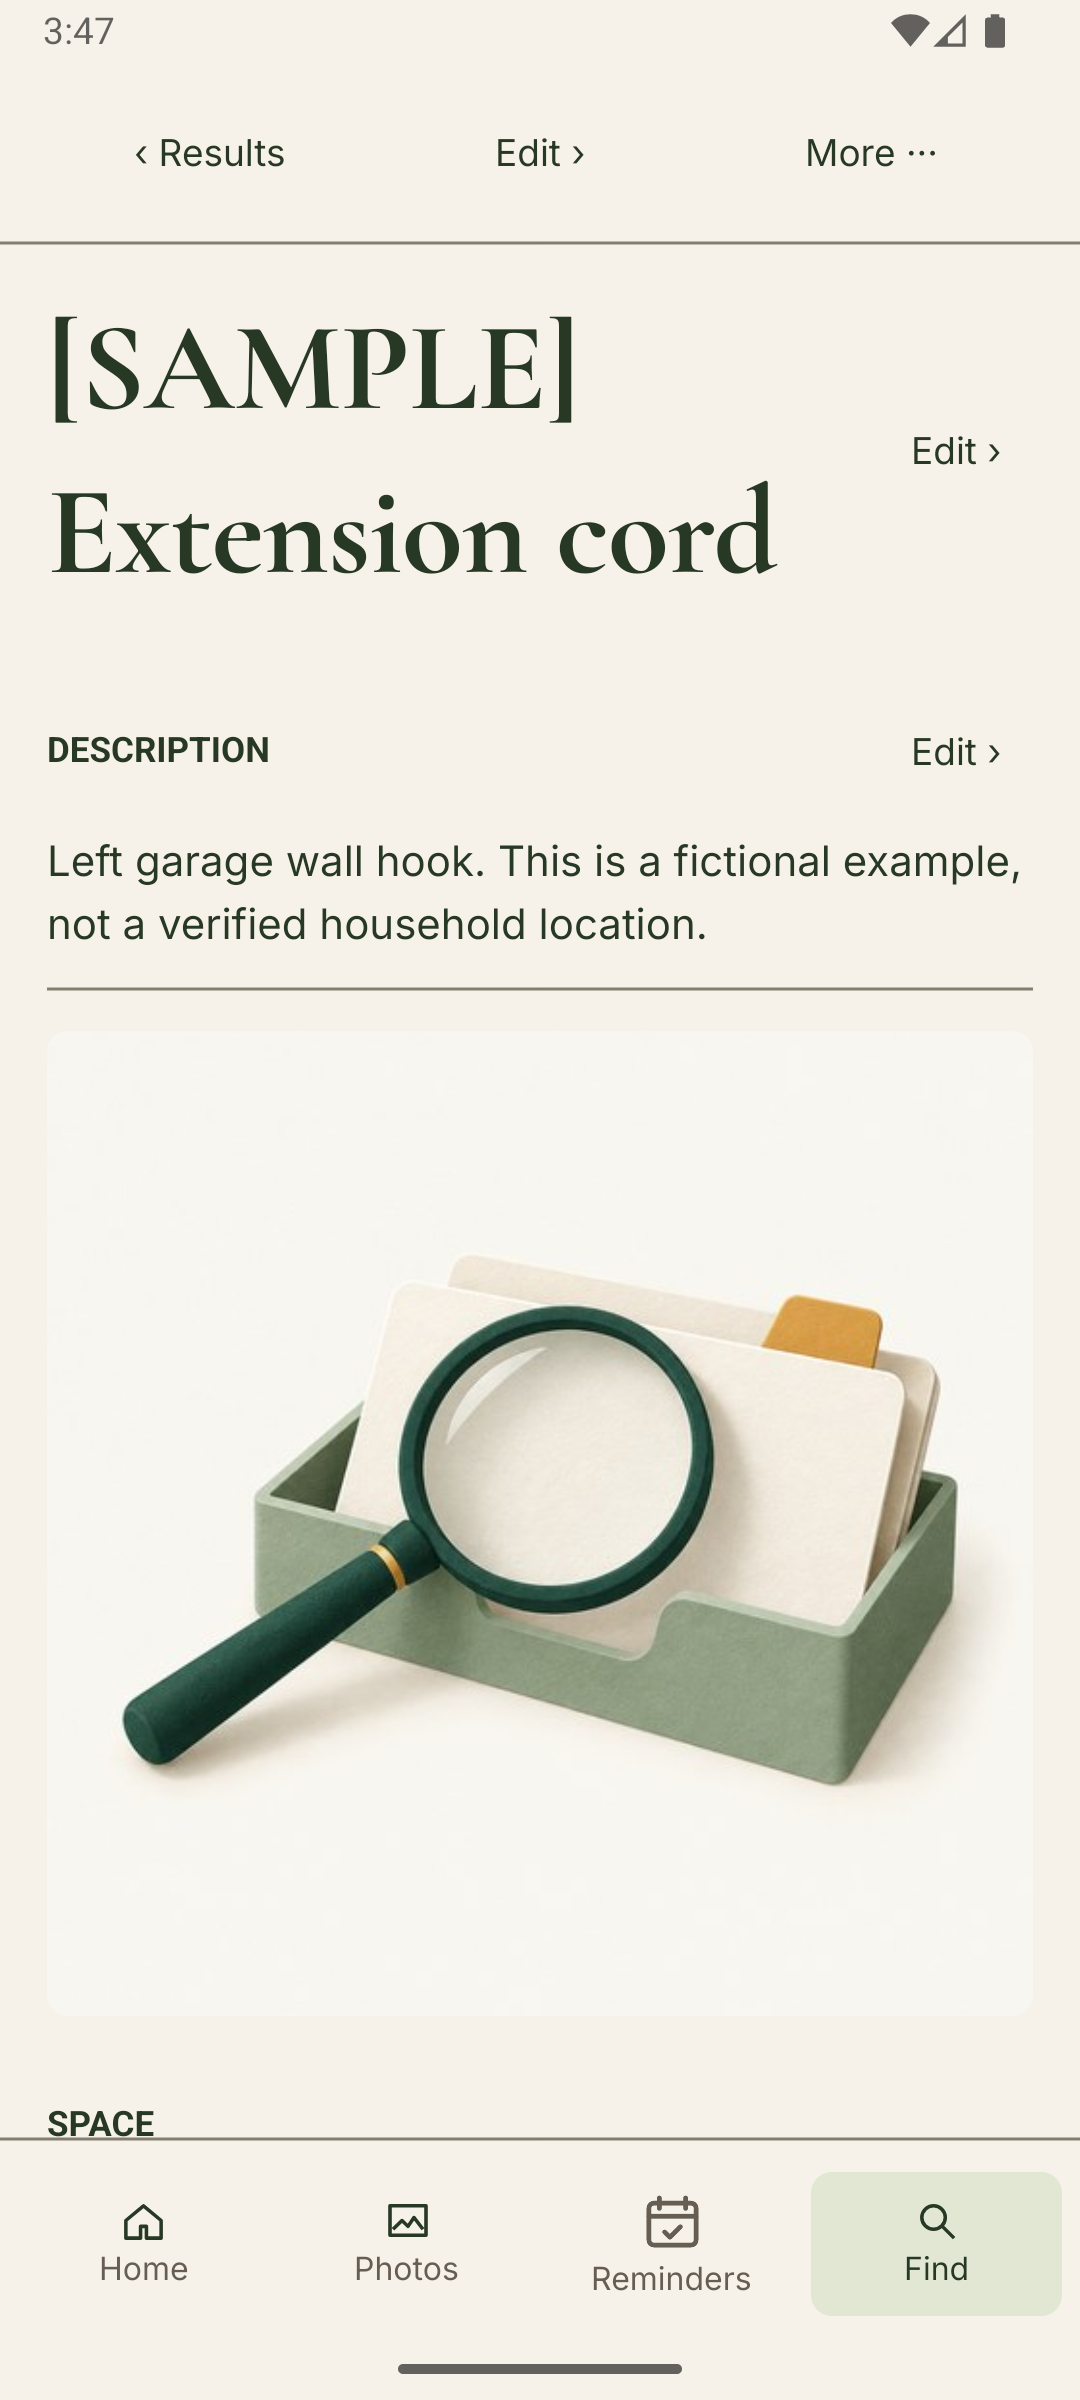 3:47
‹ Results
Edit ›
More ···
[SAMPLE]
Extension cord
Edit ›
DESCRIPTION
Edit ›
Left garage wall hook. This is a fictional example,
not a verified household location.
SPACE
Home
Photos
Reminders
Find